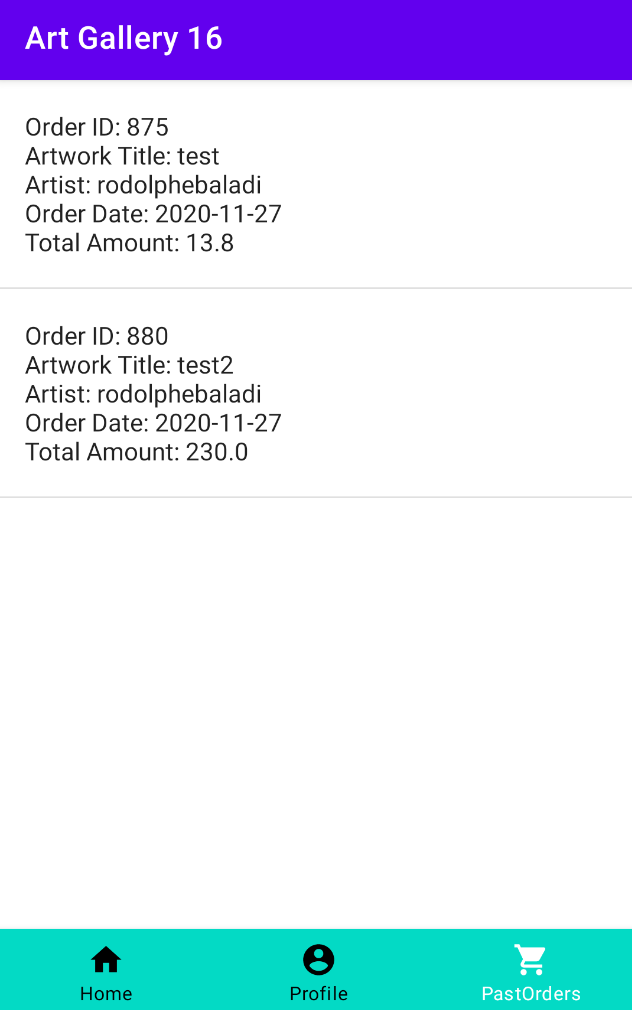 Art Gallery 16
Order ID: 875
Artwork Title: test
Artist: rodolphebaladi
Order Date: 2020-11-27
Total Amount: 13.8
Order ID: 880
Artwork Title: test2
Artist: rodolphebaladi
Order Date: 2020-11-27
Total Amount: 230.0
Home Profile PastOrders